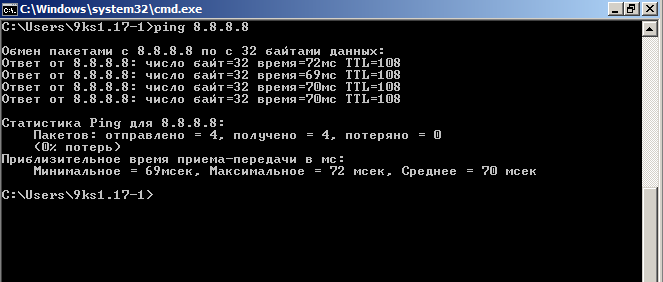 C:\Windows\system32\cmd.exe
C:\Users\9ks1.17-1>ping 8.8.8.8
Обмен пакетами с 8.8.8.8 по с 32 байтами данных:
Ответ от 8.8.8.8: число байт=32 время=72мс TTL=108
Ответ от 8.8.8.8: число байт=32 время=69мс TTL=108
Ответ от 8.8.8.8: число байт=32 время=70мс TTL=108
Ответ от 8.8.8.8: число байт=32 время=70мс TTL=108
Статистика Ping для 8.8.8.8:
Пакетов: отправлено = 4, получено = 4, потеряно = 0
(0% потерь)
Приблизительное время приема-передачи в мс:
Минимальное = 69мсек, Максимальное = 72 мсек, Среднее = 70 мсек
C:\Users\9ks1.17-1>